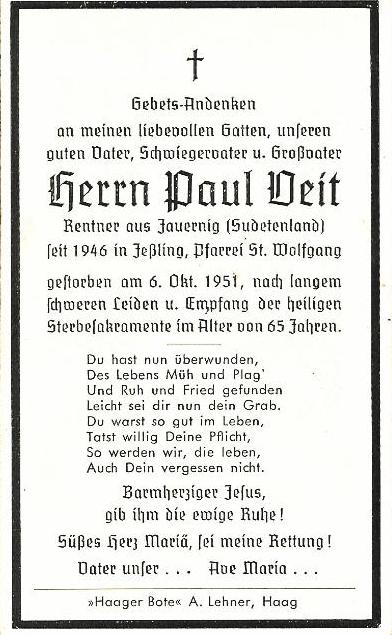 Gebets-Andenken
an meinen liebevollen Gatten, unseren
guten Vater, Schwiegervater u. Großvater
Herrn Paul Veit
Rentner aus Jauernig (Sudetenland)
seit 1946 in Jeßling, Pfarrei St. Wolfgang
gestorben am 6. Okt. 1951, nach langem
schweren Leiden u. Empfang der heiligen
Sterbesakramente im Alter von 65 Jahren.
Du hast nun überwunden,
Des Lebens Müh und Plag'
Und Ruh und Fried gefunden
Leicht sei dir nun dein Grab.
Du warst so gut im Leben,
Tatst willig Deine Pflicht,
So werden wir, die leben,
Auch Dein vergessen nicht.
Barmherziger Jesus,
gib ihm die ewige Ruhe!
Süßes Herz Mariä, sei meine Rettung!
Vater unser . . . Ave Maria . . .
»Haager Bote« A. Lehner, Haag